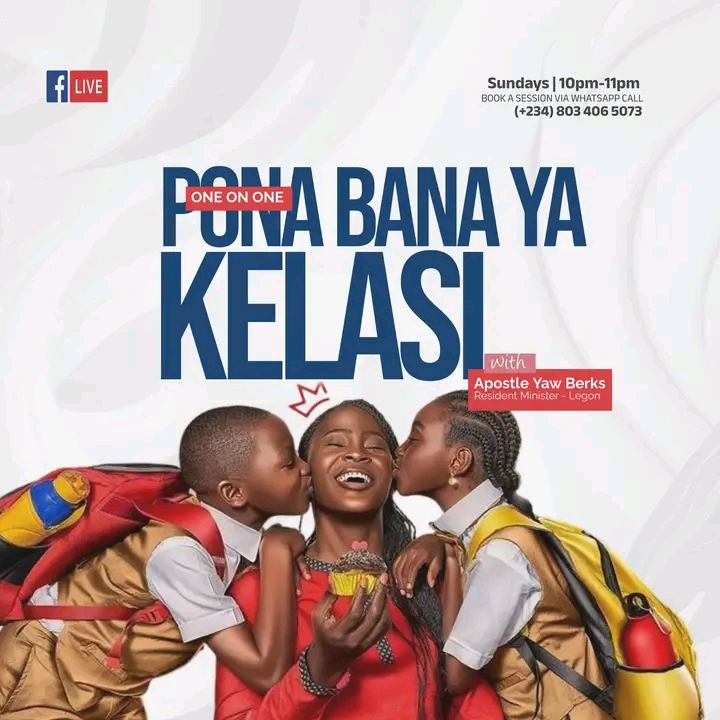 f LIVE
Sundays | 10pm-11pm
BOOK A SESSION VIA WHATSAPP CALL
(+234) 803 406 5073
PONA BANA YA
ONE ON ONE
KELASI
with
Apostle Yaw Berks
Resident Minister - Legon